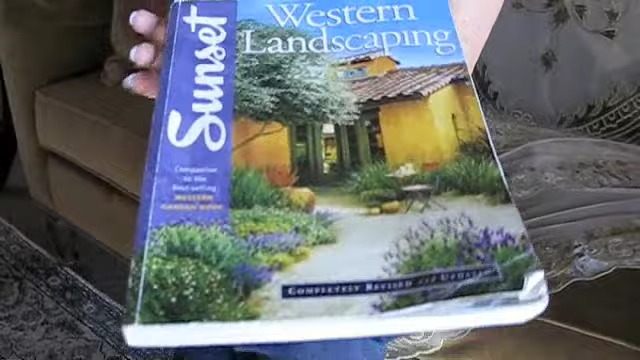 Western
Landscaping
Sunset
Companion
to the
Best-selling
WESTERN
GARDEN BOOK
COMPLETELY REVISED AND UPDATED